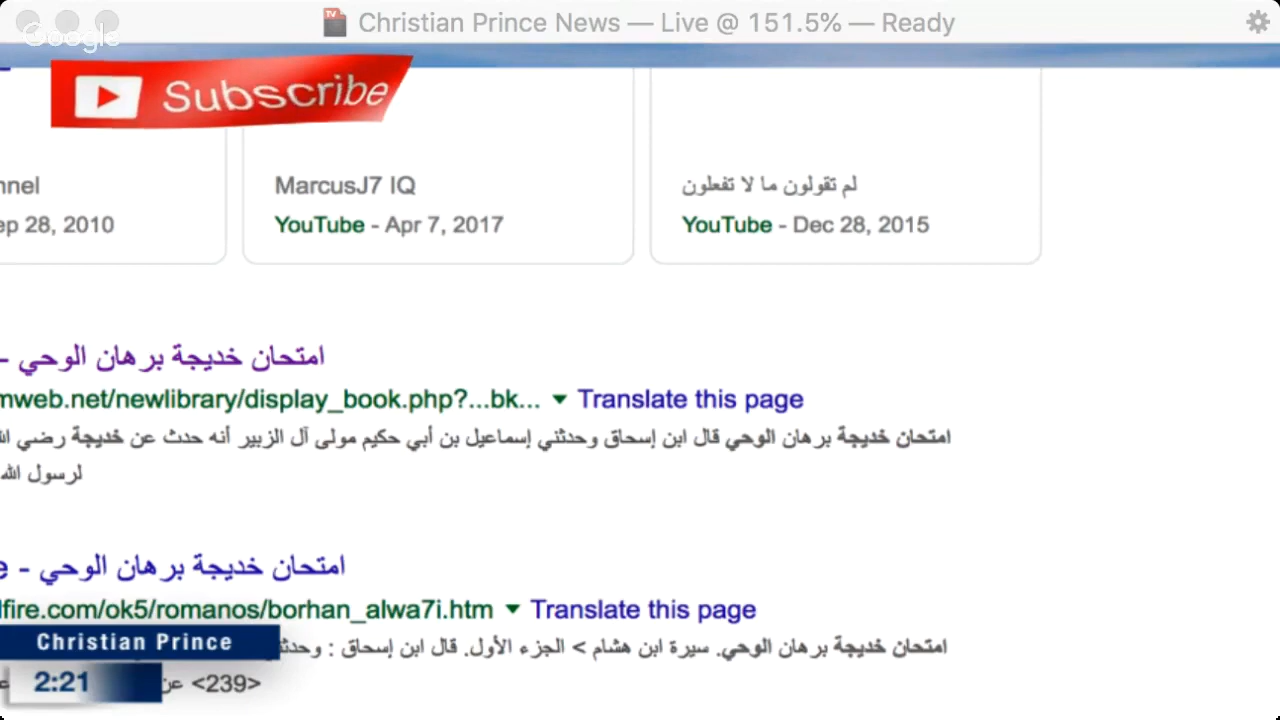 Christian Prince News — Live @ 151.5% — Ready
Google
Subscribe
nnel
MarcusJ7 IQ
لم تقولون ما لا تفعلون
ep 28, 2010
YouTube - Apr 7, 2017
YouTube - Dec 28, 2015
امتحان خديجة برهان الوحي -
mweb.net/newlibrary/display_book.php?...bk... ▼ Translate this page
امتحان خديجة برهان الوحي قال ابن إسحاق وحدثني إسماعيل بن أبي حكيم مولى آل الزبير أنه حدث عن خديجة رضي الل
لرسول الله
امتحان خديجة برهان الوحي - e
lfire.com/ok5/romanos/borhan_alwa7i.htm ▼ Translate this page
امتحان خديجة برهان الوحي. سيرة ابن هشام > الجزء الأول. قال ابن إسحاق : وحدثن
<239> عن
Christian Prince
2:21